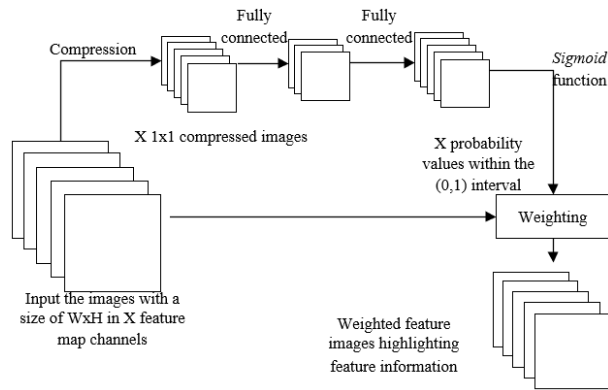 Fully
connected
Fully
connected
Compression
Sigmoid
function
X 1x1 compressed images
X probability
values within the
(0,1) interval
Weighting
Input the images with a
size of WxH in X feature
map channels
Weighted feature
images highlighting
feature information